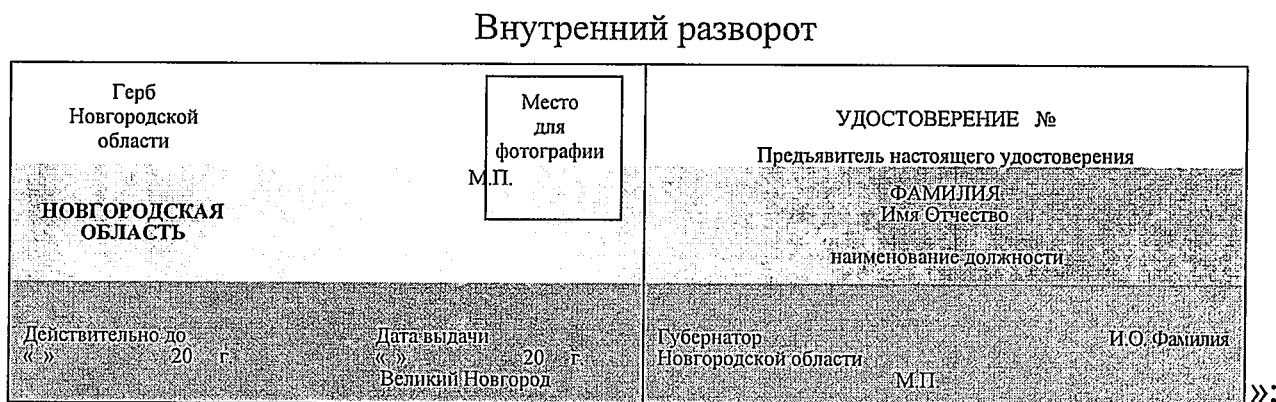 Внутренний разворот
Герб
Новгородской
области
Место
для
фотографии
М.П.
НОВГОРОДСКАЯ
ОБЛАСТЬ
Действительно до
« » 20 г.
Дата выдачи
« » 20 г.
Великий Новгород
УДОСТОВЕРЕНИЕ №
Предъявитель настоящего удостоверения
ФАМИЛИЯ
Имя Отчество
наименование должности
Губернатор И.О. Фамилия
Новгородской области
М.П.
»;